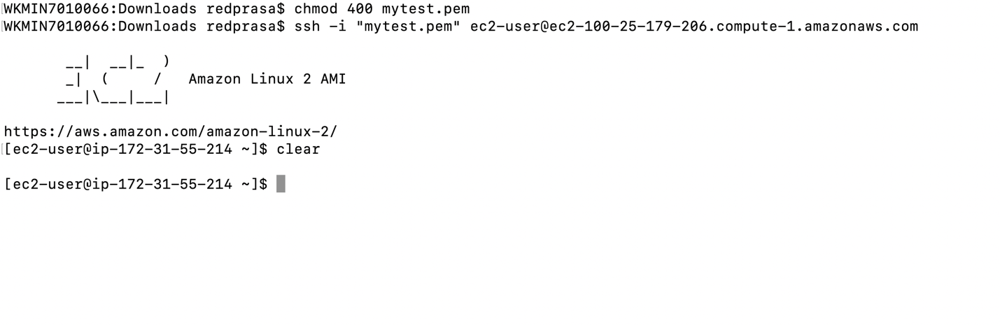 WKMIN7010066:Downloads redprasa$ chmod 400 mytest.pem
WKMIN7010066:Downloads redprasa$ ssh -i "mytest.pem" ec2-user@ec2-100-25-179-206.compute-1.amazonaws.com
       __|  __|_  )
       _|  (     /   Amazon Linux 2 AMI
      ___|\___|___|
https://aws.amazon.com/amazon-linux-2/
[ec2-user@ip-172-31-55-214 ~]$ clear
[ec2-user@ip-172-31-55-214 ~]$